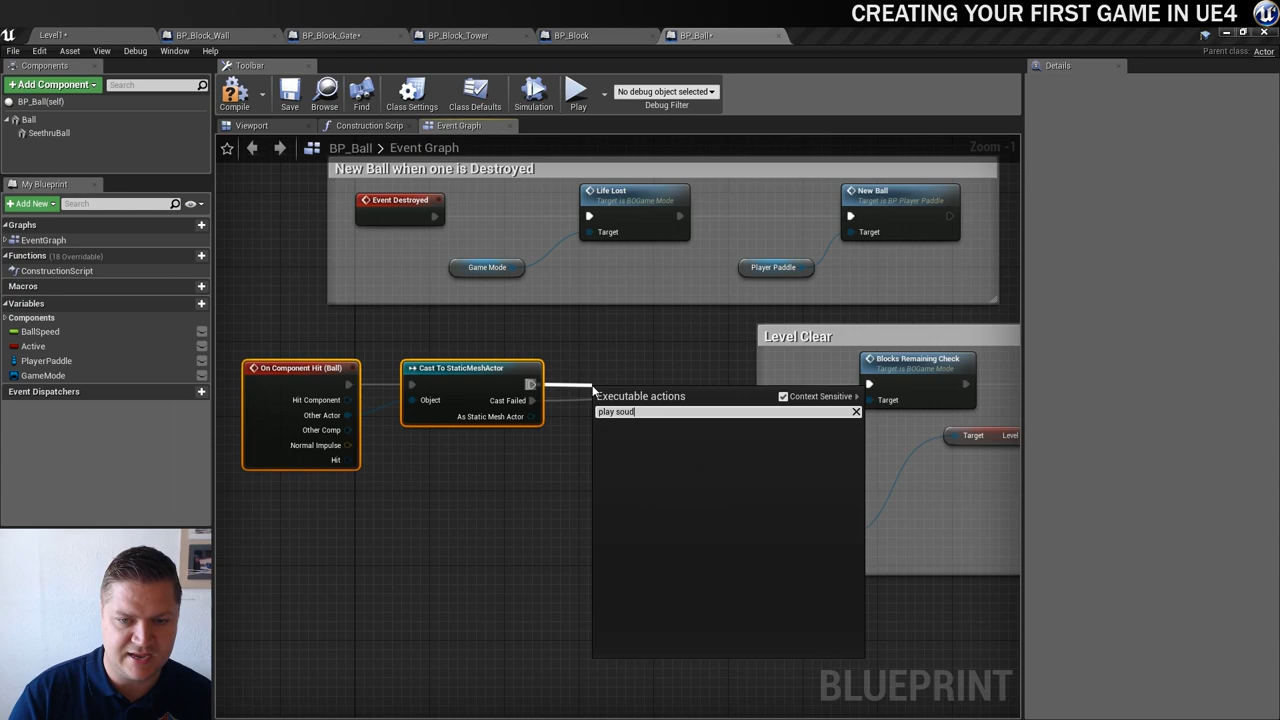 CREATING YOUR FIRST GAME IN UE4
Level1*
BP_Block_Wall
BP_Block_Gate*
BP_Block_Tower
BP_Block
BP_Ball*
File Edit Asset View Debug Window Help
Parent class: Actor
Components
Toolbar
Details
+Add Component
Search
BP_Ball(self)
Ball
SeethruBall
Compile
Save
Browse
Find
Class Settings
Class Defaults
Simulation
Play
No debug object selected
Debug Filter
Viewport
Construction Scrip
Event Graph
BP_Ball > Event Graph
Zoom -1
My Blueprint
+Add New
Search
Graphs
EventGraph
Functions (18 Overridable)
ConstructionScript
Macros
Variables
Components
BallSpeed
Active
PlayerPaddle
GameMode
Event Dispatchers
New Ball when one is Destroyed
Event Destroyed
Life Lost
Target is BOGame Mode
Target
Game Mode
New Ball
Target is BP Player Paddle
Target
Player Paddle
On Component Hit (Ball)
Hit Component
Other Actor
Other Comp
Normal Impulse
Hit
Cast To StaticMeshActor
Object
Cast Failed
As Static Mesh Actor
Level Clear
Blocks Remaining Check
Target is BOGame Mode
Target
Target
Level
Executable actions
Context Sensitive
play soud
BLUEPRINT